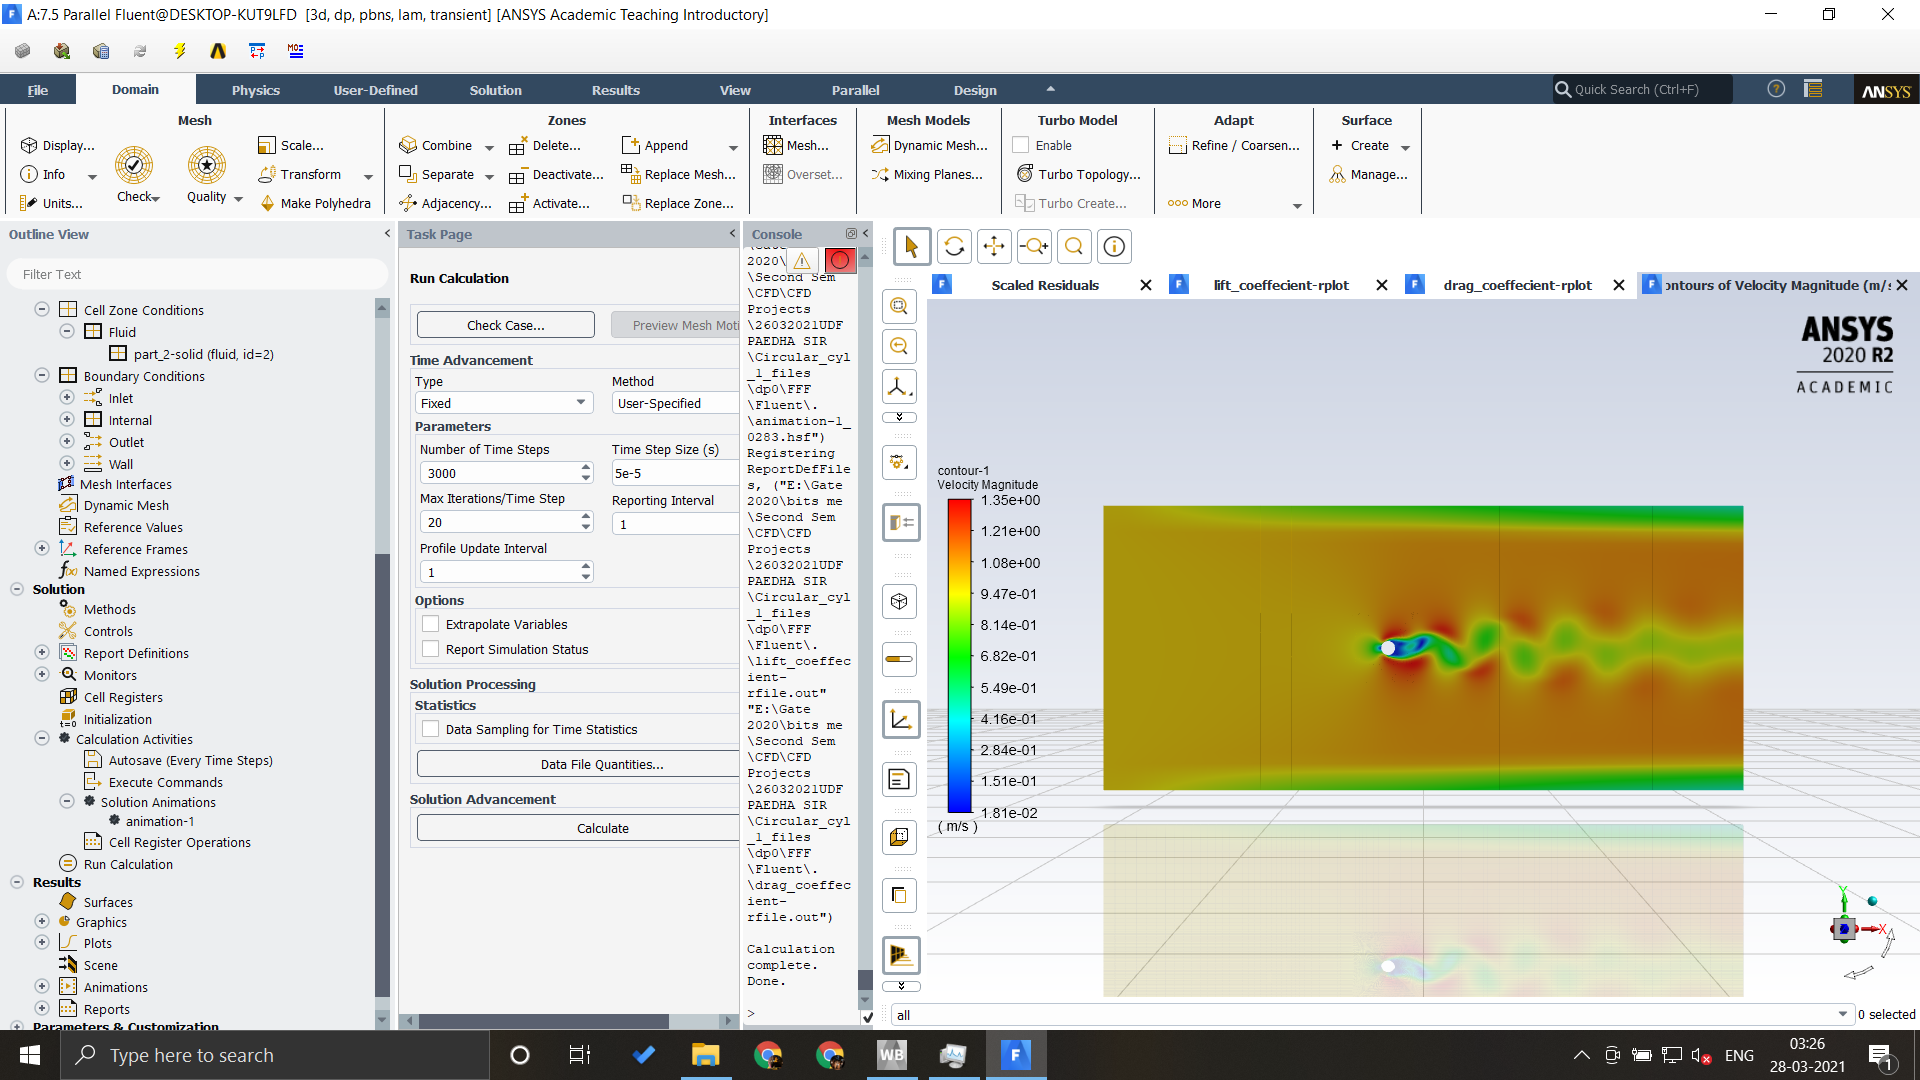 A:7.5 Parallel Fluent@DESKTOP-KUT9LFD [3d, dp, pbns, lam, transient] [ANSYS Academic Teaching Introductory]
File
Domain
Physics
User-Defined
Solution
Results
View
Parallel
Design
Quick Search (Ctrl+F)
ANSYS
Mesh
Display...
Info
Units...
Check
Quality
Scale...
Transform
Make Polyhedra
Zones
Combine
Separate
Adjacency...
Delete...
Deactivate...
Activate...
Append
Replace Mesh...
Replace Zone...
Interfaces
Mesh...
Overset...
Mesh Models
Dynamic Mesh...
Mixing Planes...
Turbo Model
Enable
Turbo Topology...
Turbo Create...
Adapt
Refine / Coarsen...
More
Surface
+ Create
Manage...
Outline View
Filter Text
Cell Zone Conditions
Fluid
part_2-solid (fluid, id=2)
Boundary Conditions
Inlet
Internal
Outlet
Wall
Mesh Interfaces
Dynamic Mesh
Reference Values
Reference Frames
Named Expressions
Solution
Methods
Controls
Report Definitions
Monitors
Cell Registers
Initialization
Calculation Activities
Autosave (Every Time Steps)
Execute Commands
Solution Animations
animation-1
Cell Register Operations
Run Calculation
Results
Surfaces
Graphics
Plots
Scene
Animations
Reports
Parameters & Customization
Task Page
Run Calculation
Check Case...
Preview Mesh Moti
Time Advancement
Type
Method
Fixed
User-Specified
Parameters
Number of Time Steps
Time Step Size (s)
3000
5e-5
Max Iterations/Time Step
Reporting Interval
20
1
Profile Update Interval
1
Options
Extrapolate Variables
Report Simulation Status
Solution Processing
Statistics
Data Sampling for Time Statistics
Data File Quantities...
Solution Advancement
Calculate
Console
2020\
\Second Sem
\CFD\CFD
Projects
\26032021UDF
PAEDHA SIR
\Circular_cyl
_1_files
\dp0\FFF
\Fluent\.
\animation-1_
0283.hsf")
Registering
ReportDefFile
s, ("E:\Gate
2020\bits me
\Second Sem
\CFD\CFD
Projects
\26032021UDF
PAEDHA SIR
\Circular_cyl
_1_files
\dp0\FFF
\Fluent\.
\lift_coeffec
ient-
rfile.out"
"E:\Gate
2020\bits me
\Second Sem
\CFD\CFD
Projects
\26032021UDF
PAEDHA SIR
\Circular_cyl
_1_files
\dp0\FFF
\Fluent\.
\drag_coeffec
ient-
rfile.out")
Calculation
complete.
Done.
>
Scaled Residuals
lift_coeffecient-rplot
drag_coeffecient-rplot
ontours of Velocity Magnitude (m/s
ANSYS
2020 R2
ACADEMIC
contour-1
Velocity Magnitude
1.35e+00
1.21e+00
1.08e+00
9.47e-01
8.14e-01
6.82e-01
5.49e-01
4.16e-01
2.84e-01
1.51e-01
1.81e-02
( m/s )
Y
X
all
0 selected
Type here to search
WB
F
ENG
03:26
28-03-2021
1